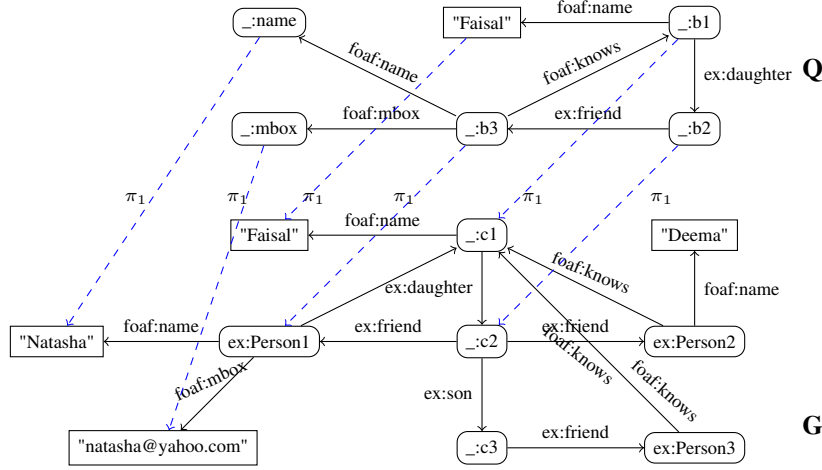 foaf:name
_:name
"Faisal"
_:b1
foaf:name
foaf:knows
Q
ex:daughter
foaf:mbox
ex:friend
_:mbox
_:b3
_:b2
π1 π1 π1 π1 π1 π1
foaf:name
"Faisal"
_:c1
"Deema"
foaf:knows
ex:daughter
foaf:name
foaf:name
ex:friend
ex:friend
"Natasha"
ex:Person1
_:c2
ex:Person2
foaf:knows
foaf:mbox
foaf:knows
ex:son
G
ex:friend
"natasha@yahoo.com"
_:c3
ex:Person3